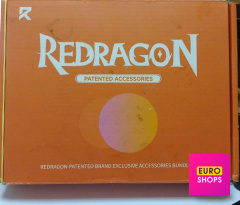 REDRAGON
PATENTED ACCESSORIES
REDRAGON PATENTED BRAND EXCLUSIVE ACCESSORIES BUNDLE
EURO
SHOPS